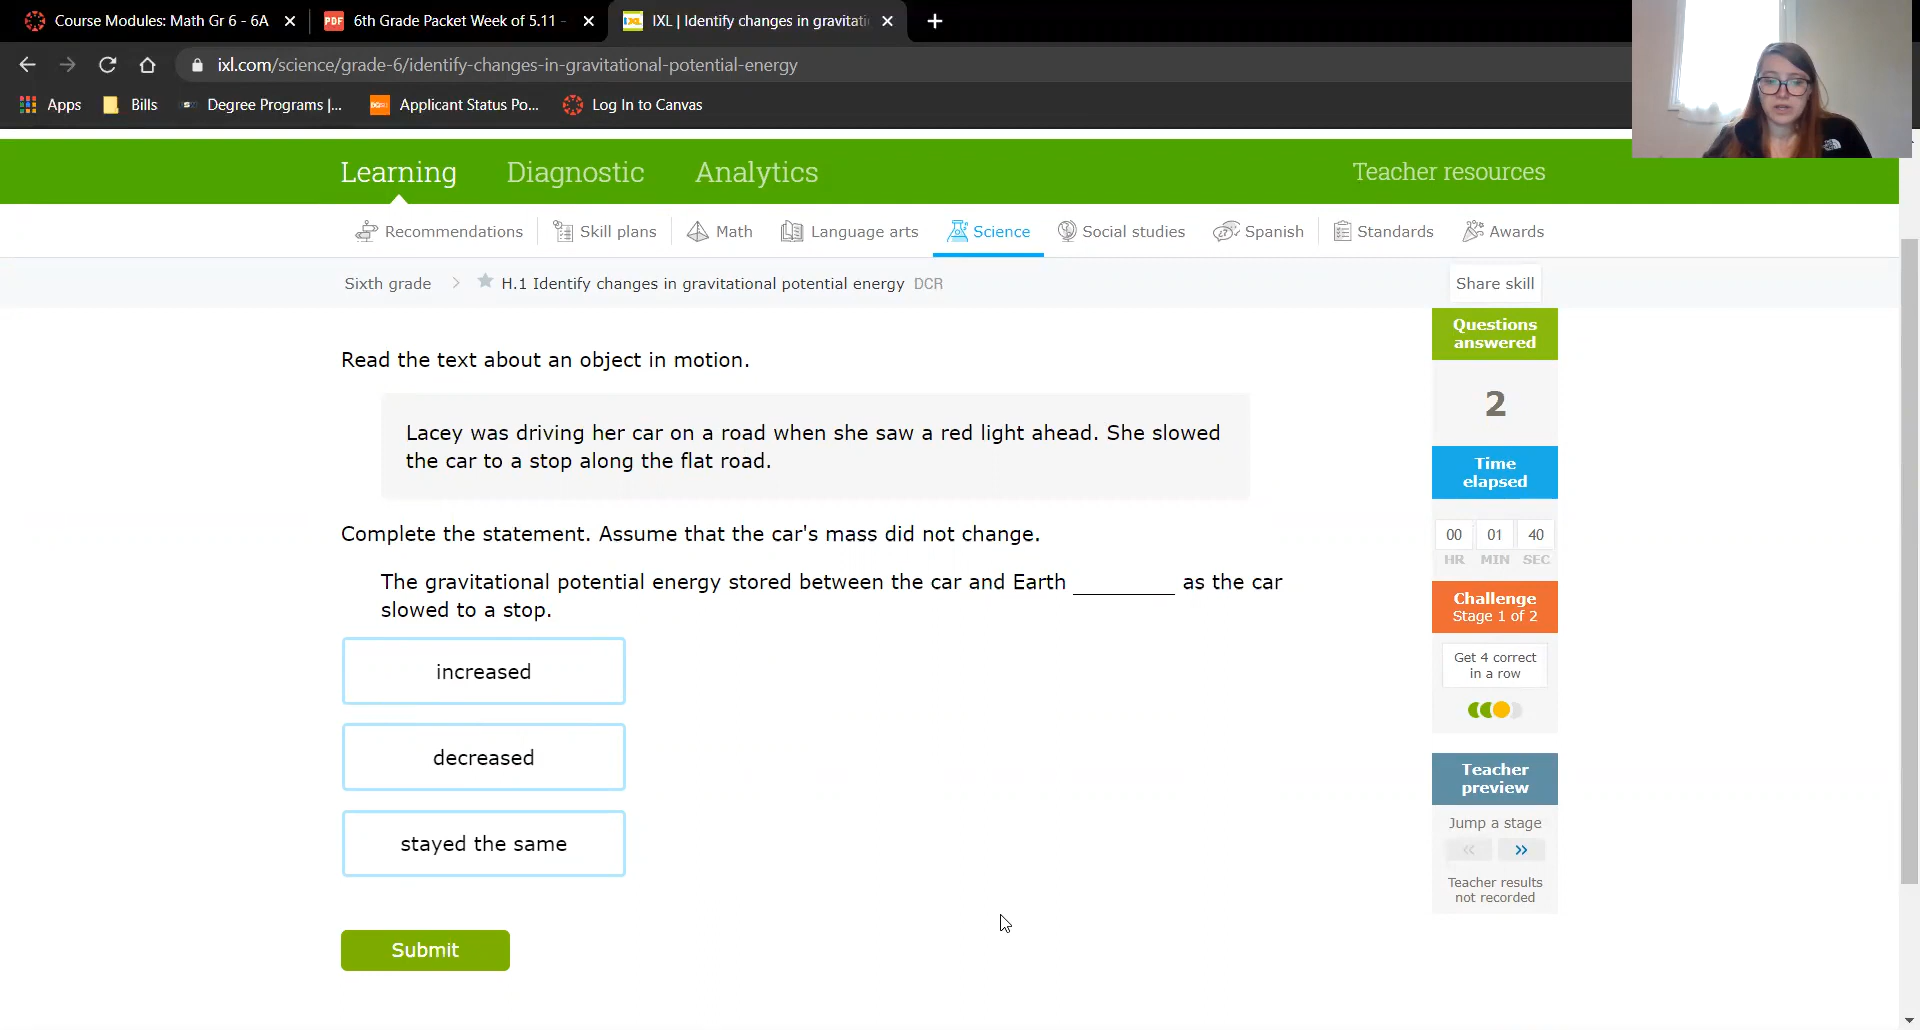 Course Modules: Math Gr 6 - 6A
PDF 6th Grade Packet Week of 5.11 -
IXL IXL | Identify changes in gravitati
ixl.com/science/grade-6/identify-changes-in-gravitational-potential-energy
Apps Bills Degree Programs |... Applicant Status Po... Log In to Canvas
Learning Diagnostic Analytics Teacher resources
Recommendations Skill plans Math Language arts Science Social studies Spanish Standards Awards
Sixth grade > H.1 Identify changes in gravitational potential energy DCR
Share skill
Read the text about an object in motion.
Lacey was driving her car on a road when she saw a red light ahead. She slowed
the car to a stop along the flat road.
Complete the statement. Assume that the car's mass did not change.
The gravitational potential energy stored between the car and Earth __________ as the car
slowed to a stop.
increased
decreased
stayed the same
Submit
Questions
answered
2
Time
elapsed
00 01 40
HR MIN SEC
Challenge
Stage 1 of 2
Get 4 correct
in a row
Teacher
preview
Jump a stage
<< >>
Teacher results
not recorded